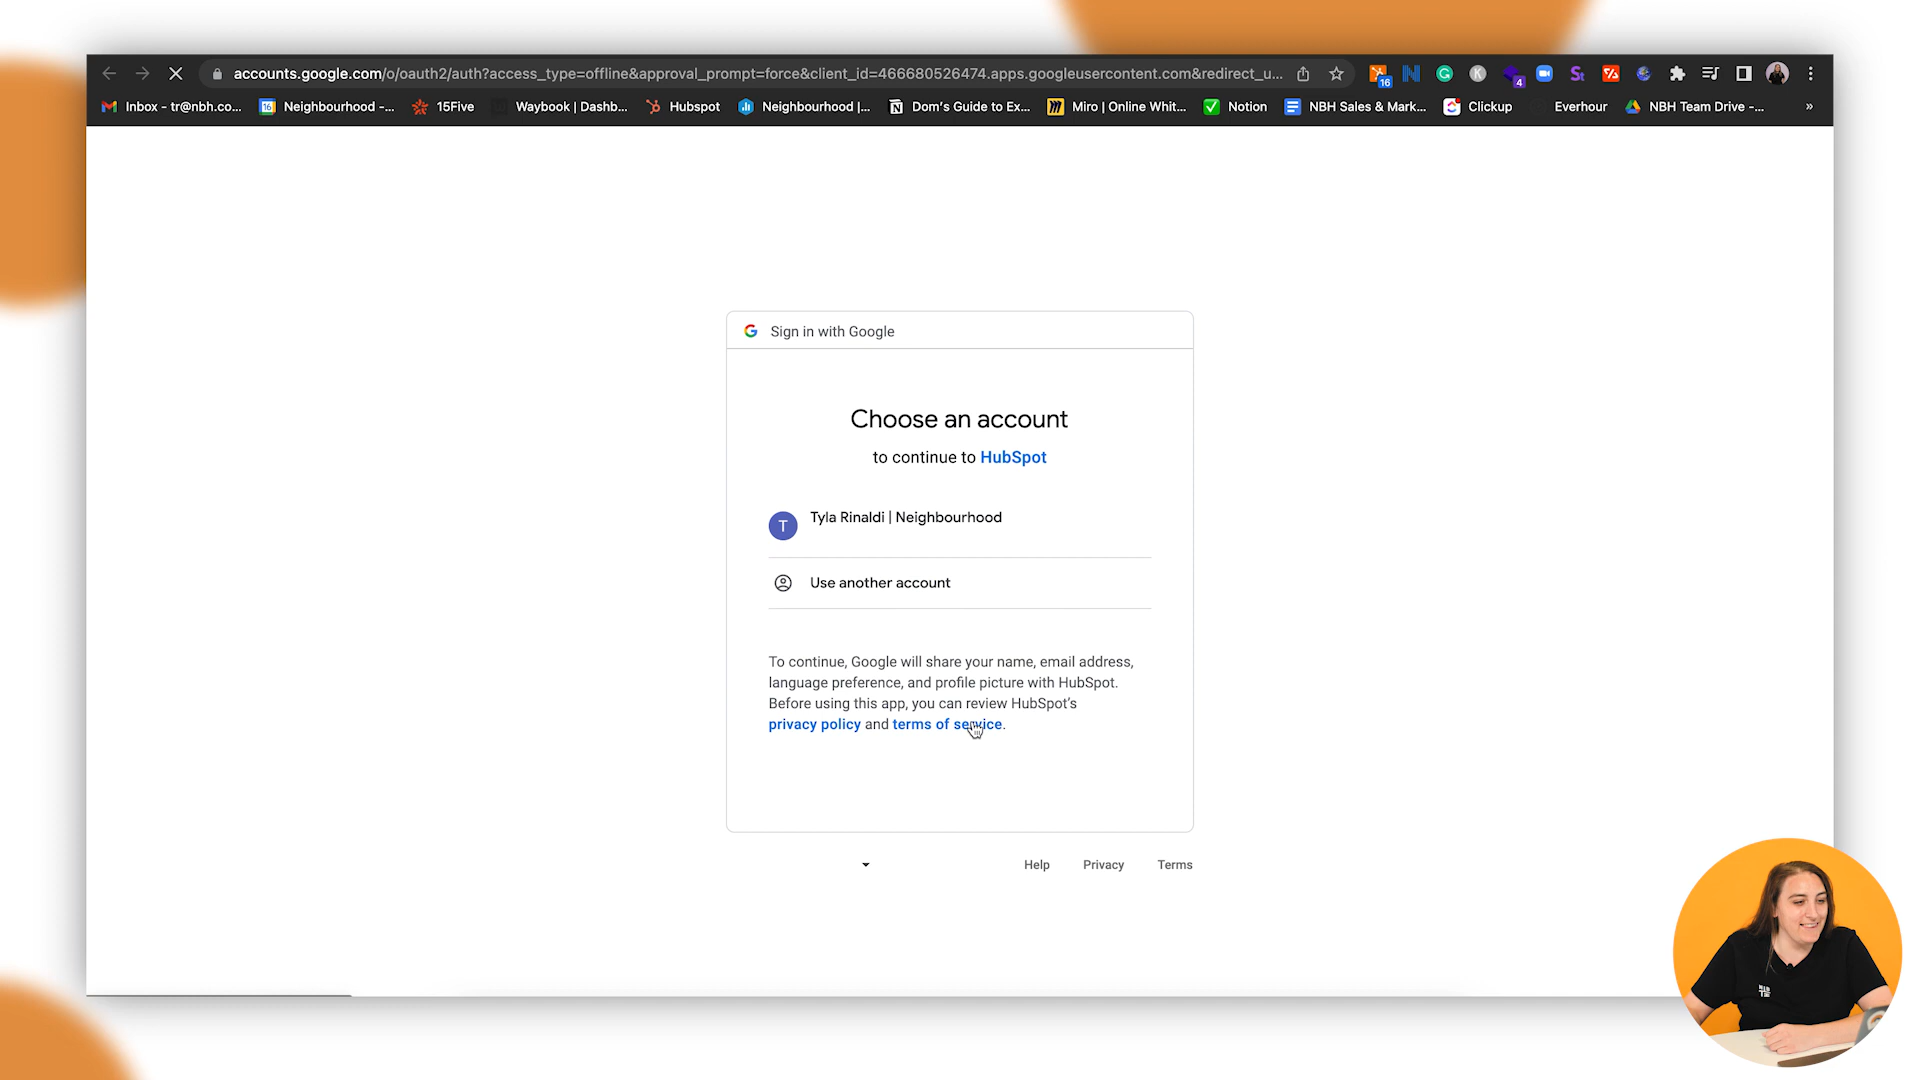 accounts.google.com/o/oauth2/auth?access_type=offline&approval_prompt=force&client_id=466680526474.apps.googleusercontent.com&redirect_u...
16
4
Inbox - tr@nbh.co...
16
Neighbourhood -...
15Five
Waybook | Dashb...
Hubspot
Neighbourhood |...
Dom's Guide to Ex...
Miro | Online Whit...
Notion
NBH Sales & Mark...
Clickup
Everhour
NBH Team Drive -...
»
Sign in with Google
Choose an account
to continue to HubSpot
T
Tyla Rinaldi | Neighbourhood
Use another account
To continue, Google will share your name, email address,
language preference, and profile picture with HubSpot.
Before using this app, you can review HubSpot's
privacy policy and terms of service.
Help
Privacy
Terms